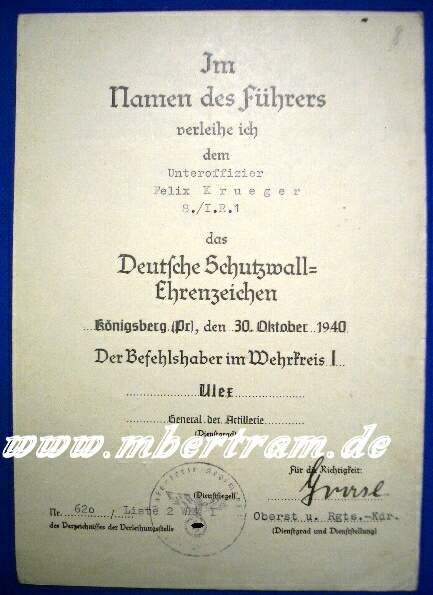 8
Im
Namen des Führers
verleihe ich
dem
Unteroffizier
Felix Krueger
8./I.R.1
das
Deutsche Schutzwall=
Ehrenzeichen
Königsberg (Pr), den 30. Oktober 1940
Der Befehlshaber im Wehrkreis I
Ulex
General der Artillerie
(Dienstgrad)
www.mbertram.de
Für die Richtigkeit:
(Dienstsiegel)
Nr. 620 / Liste 2 WK I
Oberst u. Rgts.-Kdr.
des Verzeichnisses der Verleihungsstelle
(Dienstgrad und Dienststellung)